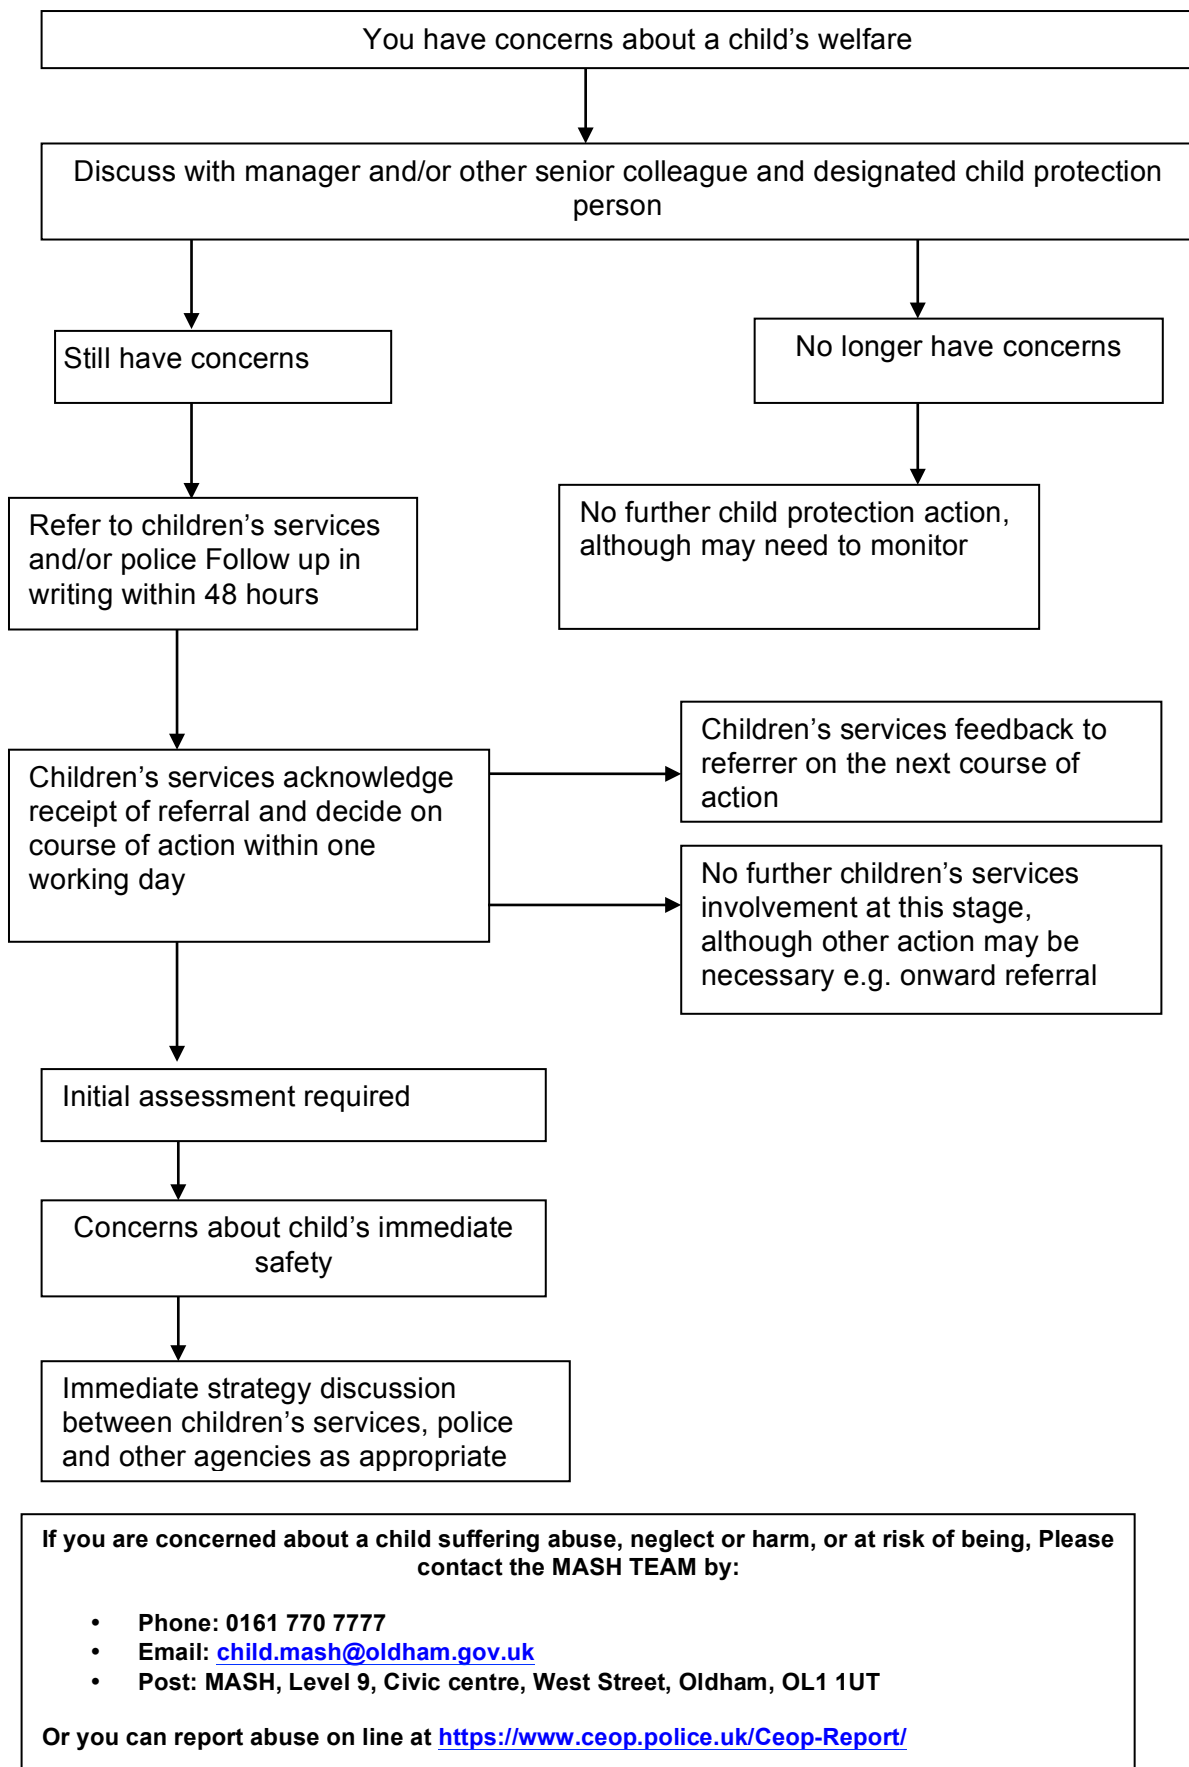 You have concerns about a child’s welfare
Discuss with manager and/or other senior colleague and designated child protection
person
Still have concerns
No longer have concerns
Refer to children’s services
and/or police Follow up in
writing within 48 hours
No further child protection action,
although may need to monitor
Children’s services acknowledge
receipt of referral and decide on
course of action within one
working day
Children’s services feedback to
referrer on the next course of
action
No further children’s services
involvement at this stage,
although other action may be
necessary e.g. onward referral
Initial assessment required
Concerns about child’s immediate
safety
Immediate strategy discussion
between children’s services, police
and other agencies as appropriate
If you are concerned about a child suffering abuse, neglect or harm, or at risk of being, Please
contact the MASH TEAM by:
• Phone: 0161 770 7777
• Email: child.mash@oldham.gov.uk
• Post: MASH, Level 9, Civic centre, West Street, Oldham, OL1 1UT
Or you can report abuse on line at https://www.ceop.police.uk/Ceop-Report/